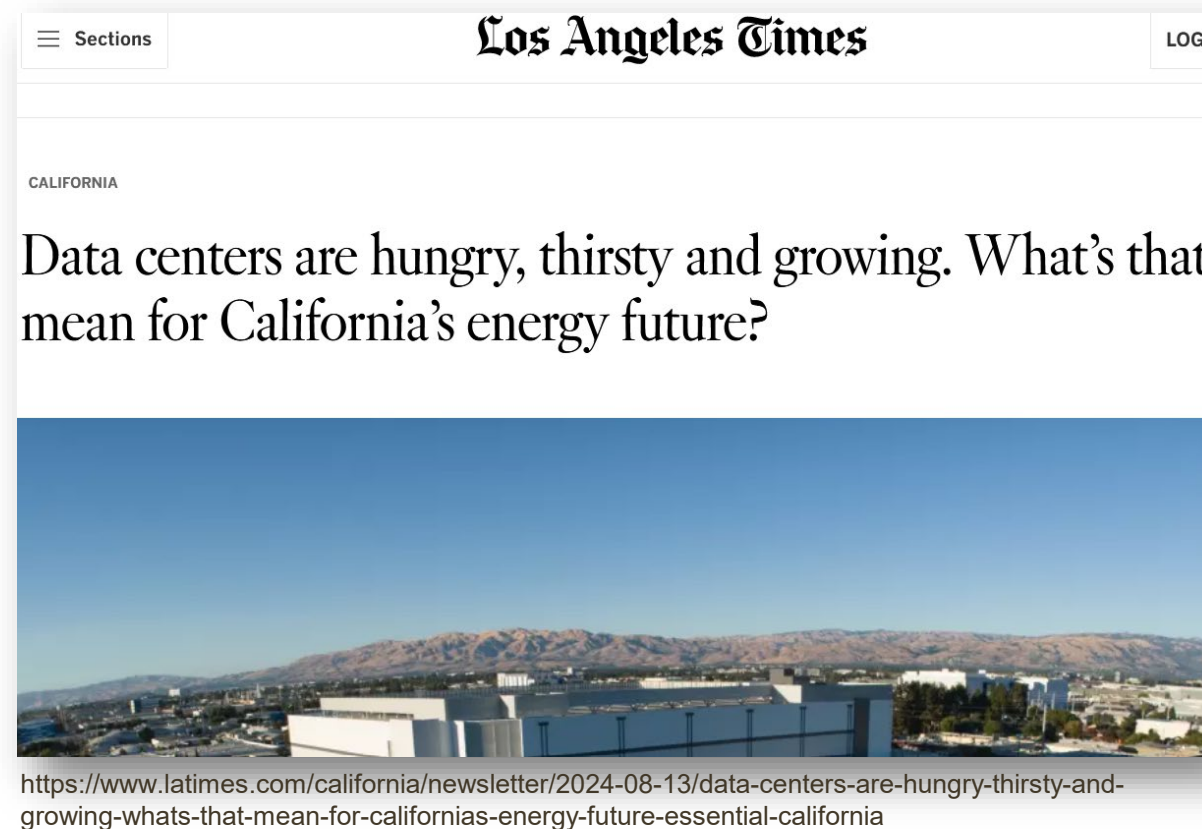 Sections
Los Angeles Times
LOG
CALIFORNIA
Data centers are hungry, thirsty and growing. What’s that
mean for California’s energy future?
https://www.latimes.com/california/newsletter/2024-08-13/data-centers-are-hungry-thirsty-and-
growing-whats-that-mean-for-californias-energy-future-essential-california